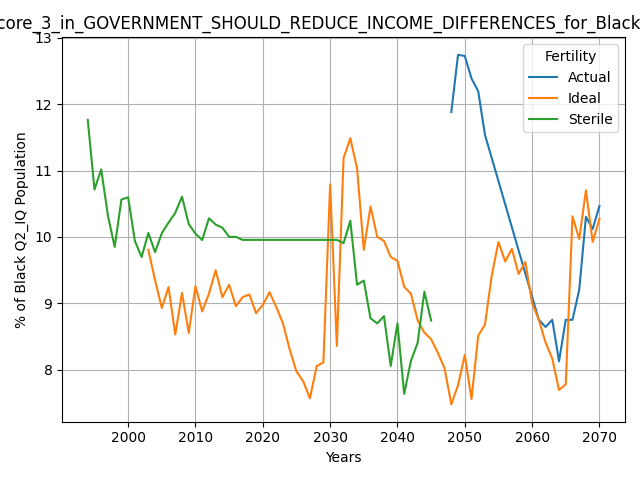 core_3_in_GOVERNMENT_SHOULD_REDUCE_INCOME_DIFFERENCES_for_Black
13
12
11
10
9
8
% of Black Q2_IQ Population
Fertility
Actual
Ideal
Sterile
2000 2010 2020 2030 2040 2050 2060 2070
Years